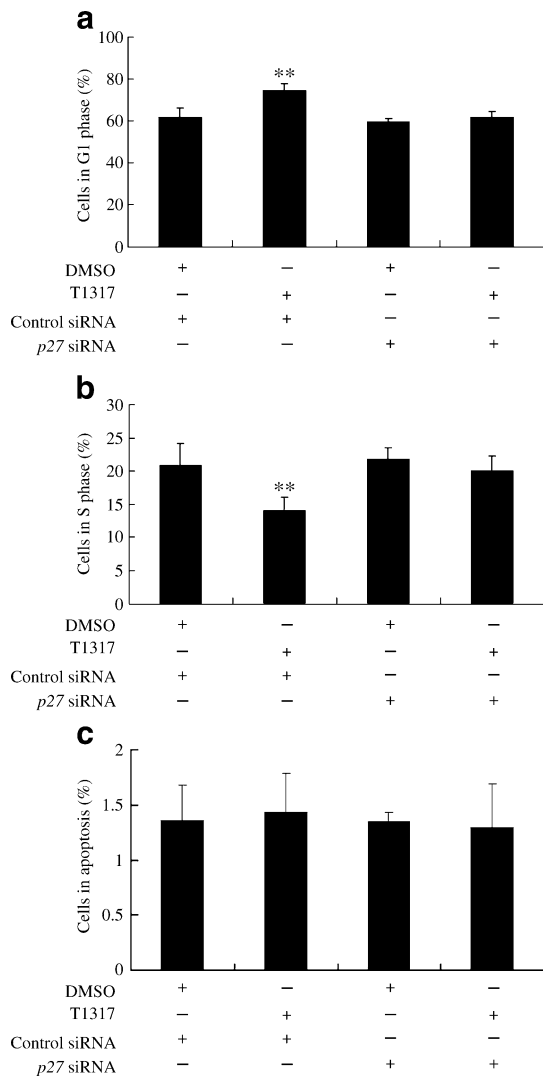 a
Cells in G1 phase (%)
100
80
60
40
20
0
**
DMSO + − + −
T1317 − + − +
Control siRNA + + − −
p27 siRNA − − + +
b
Cells in S phase (%)
30
25
20
15
10
5
0
**
DMSO + − + −
T1317 − + − +
Control siRNA + + − −
p27 siRNA − − + +
c
Cells in apoptosis (%)
2
1.5
1
0.5
0
DMSO + − + −
T1317 − + − +
Control siRNA + + − −
p27 siRNA − − + +